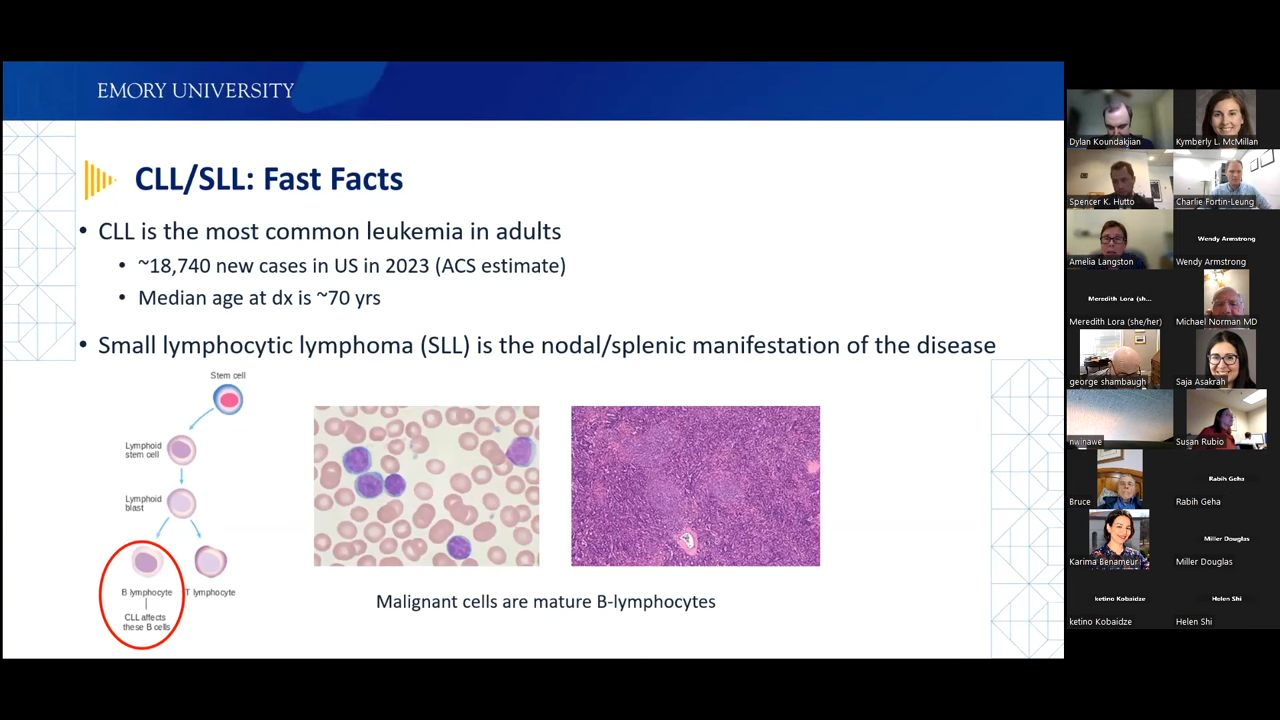 EMORY UNIVERSITY
CLL/SLL: Fast Facts
• CLL is the most common leukemia in adults
• ~18,740 new cases in US in 2023 (ACS estimate)
• Median age at dx is ~70 yrs
• Small lymphocytic lymphoma (SLL) is the nodal/splenic manifestation of the disease
Stem cell
Lymphoid
stem cell
Lymphoid
blast
B lymphocyte
T lymphocyte
CLL affects
these B cells
Malignant cells are mature B-lymphocytes
Dylan Koundakjian
Kymberly L. McMillan
Spencer K. Hutto
Charlie Fortin-Leung
Amelia Langston
Wendy Armstrong
Wendy Armstrong
Meredith Lora (sh...
Meredith Lora (she/her)
Michael Norman MD
george shambaugh
Saja Asakrah
nwinawe
Susan Rubio
Bruce
Rabih Geha
Rabih Geha
Karima Benameur
Miller Douglas
Miller Douglas
ketino Kobaidze
ketino Kobaidze
Helen Shi
Helen Shi